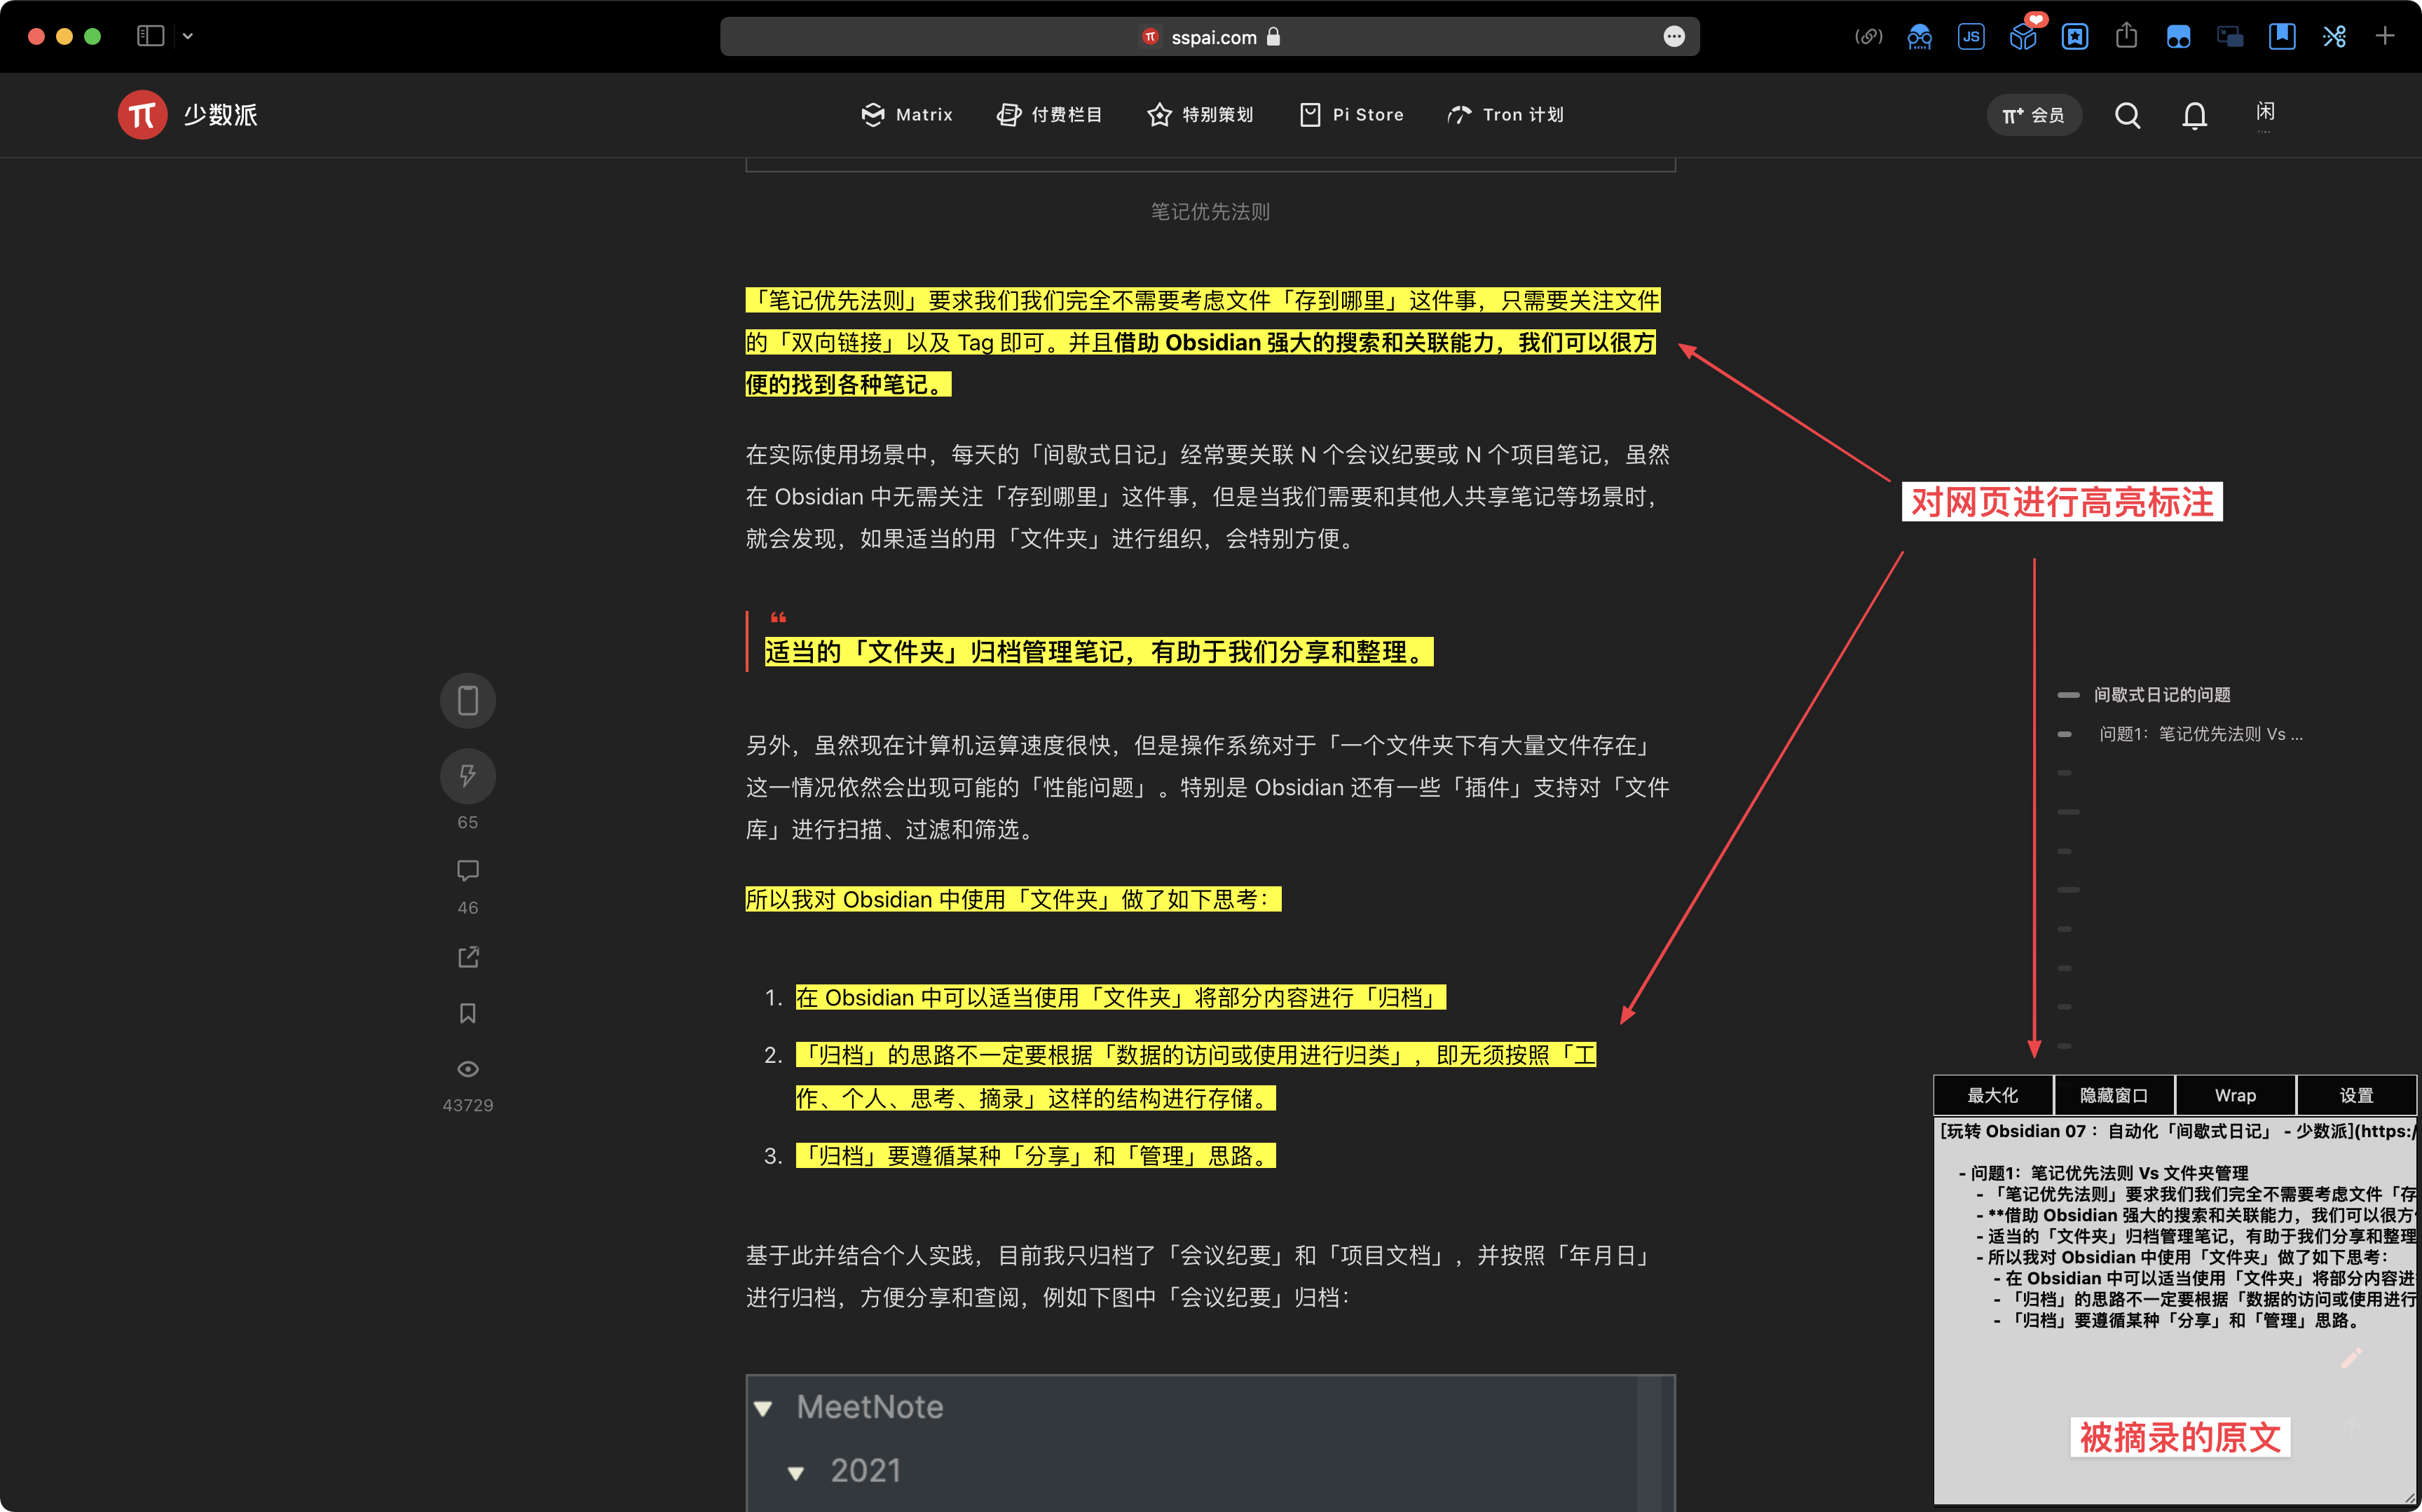 sspai.com
JS
少数派
Matrix
付费栏目
特别策划
Pi Store
Tron 计划
π+ 会员
闲
笔记优先法则
「笔记优先法则」要求我们我们完全不需要考虑文件「存到哪里」这件事，只需要关注文件
的「双向链接」以及 Tag 即可。并且借助 Obsidian 强大的搜索和关联能力，我们可以很方
便的找到各种笔记。
在实际使用场景中，每天的「间歇式日记」经常要关联 N 个会议纪要或 N 个项目笔记，虽然
在 Obsidian 中无需关注「存到哪里」这件事，但是当我们需要和其他人共享笔记等场景时，
就会发现，如果适当的用「文件夹」进行组织，会特别方便。
适当的「文件夹」归档管理笔记，有助于我们分享和整理。
另外，虽然现在计算机运算速度很快，但是操作系统对于「一个文件夹下有大量文件存在」
这一情况依然会出现可能的「性能问题」。特别是 Obsidian 还有一些「插件」支持对「文件
库」进行扫描、过滤和筛选。
所以我对 Obsidian 中使用「文件夹」做了如下思考：
1. 在 Obsidian 中可以适当使用「文件夹」将部分内容进行「归档」
2. 「归档」的思路不一定要根据「数据的访问或使用进行归类」，即无须按照「工
作、个人、思考、摘录」这样的结构进行存储。
3. 「归档」要遵循某种「分享」和「管理」思路。
基于此并结合个人实践，目前我只归档了「会议纪要」和「项目文档」，并按照「年月日」
进行归档，方便分享和查阅，例如下图中「会议纪要」归档：
MeetNote
2021
65
46
43729
对网页进行高亮标注
间歇式日记的问题
问题1：笔记优先法则 Vs ...
最大化
隐藏窗口
Wrap
设置
[玩转 Obsidian 07 ：自动化「间歇式日记」 - 少数派](https:/
- 问题1：笔记优先法则 Vs 文件夹管理
- 「笔记优先法则」要求我们我们完全不需要考虑文件「存
- **借助 Obsidian 强大的搜索和关联能力，我们可以很方
- 适当的「文件夹」归档管理笔记，有助于我们分享和整理
- 所以我对 Obsidian 中使用「文件夹」做了如下思考：
- 在 Obsidian 中可以适当使用「文件夹」将部分内容进
- 「归档」的思路不一定要根据「数据的访问或使用进行
- 「归档」要遵循某种「分享」和「管理」思路。
被摘录的原文